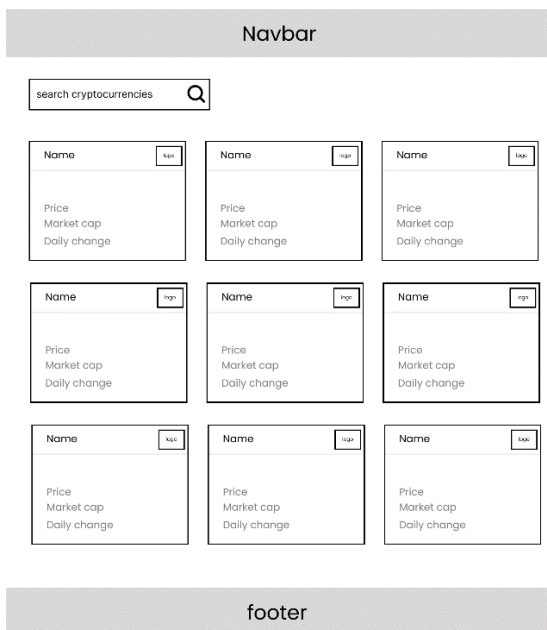 Navbar
search cryptocurrencies
Name logo Name logo Name logo
Price Price Price
Market cap Market cap Market cap
Daily change Daily change Daily change
Name logo Name logo Name logo
Price Price Price
Market cap Market cap Market cap
Daily change Daily change Daily change
Name logo Name logo Name logo
Price Price Price
Market cap Market cap Market cap
Daily change Daily change Daily change
footer